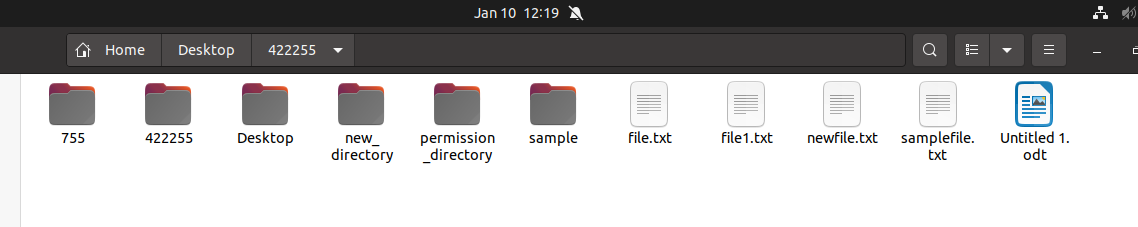 Jan 10 12:19
Home Desktop 422255
755 422255 Desktop new_ permission sample file.txt file1.txt newfile.txt samplefile. Untitled 1.
directory _directory txt odt